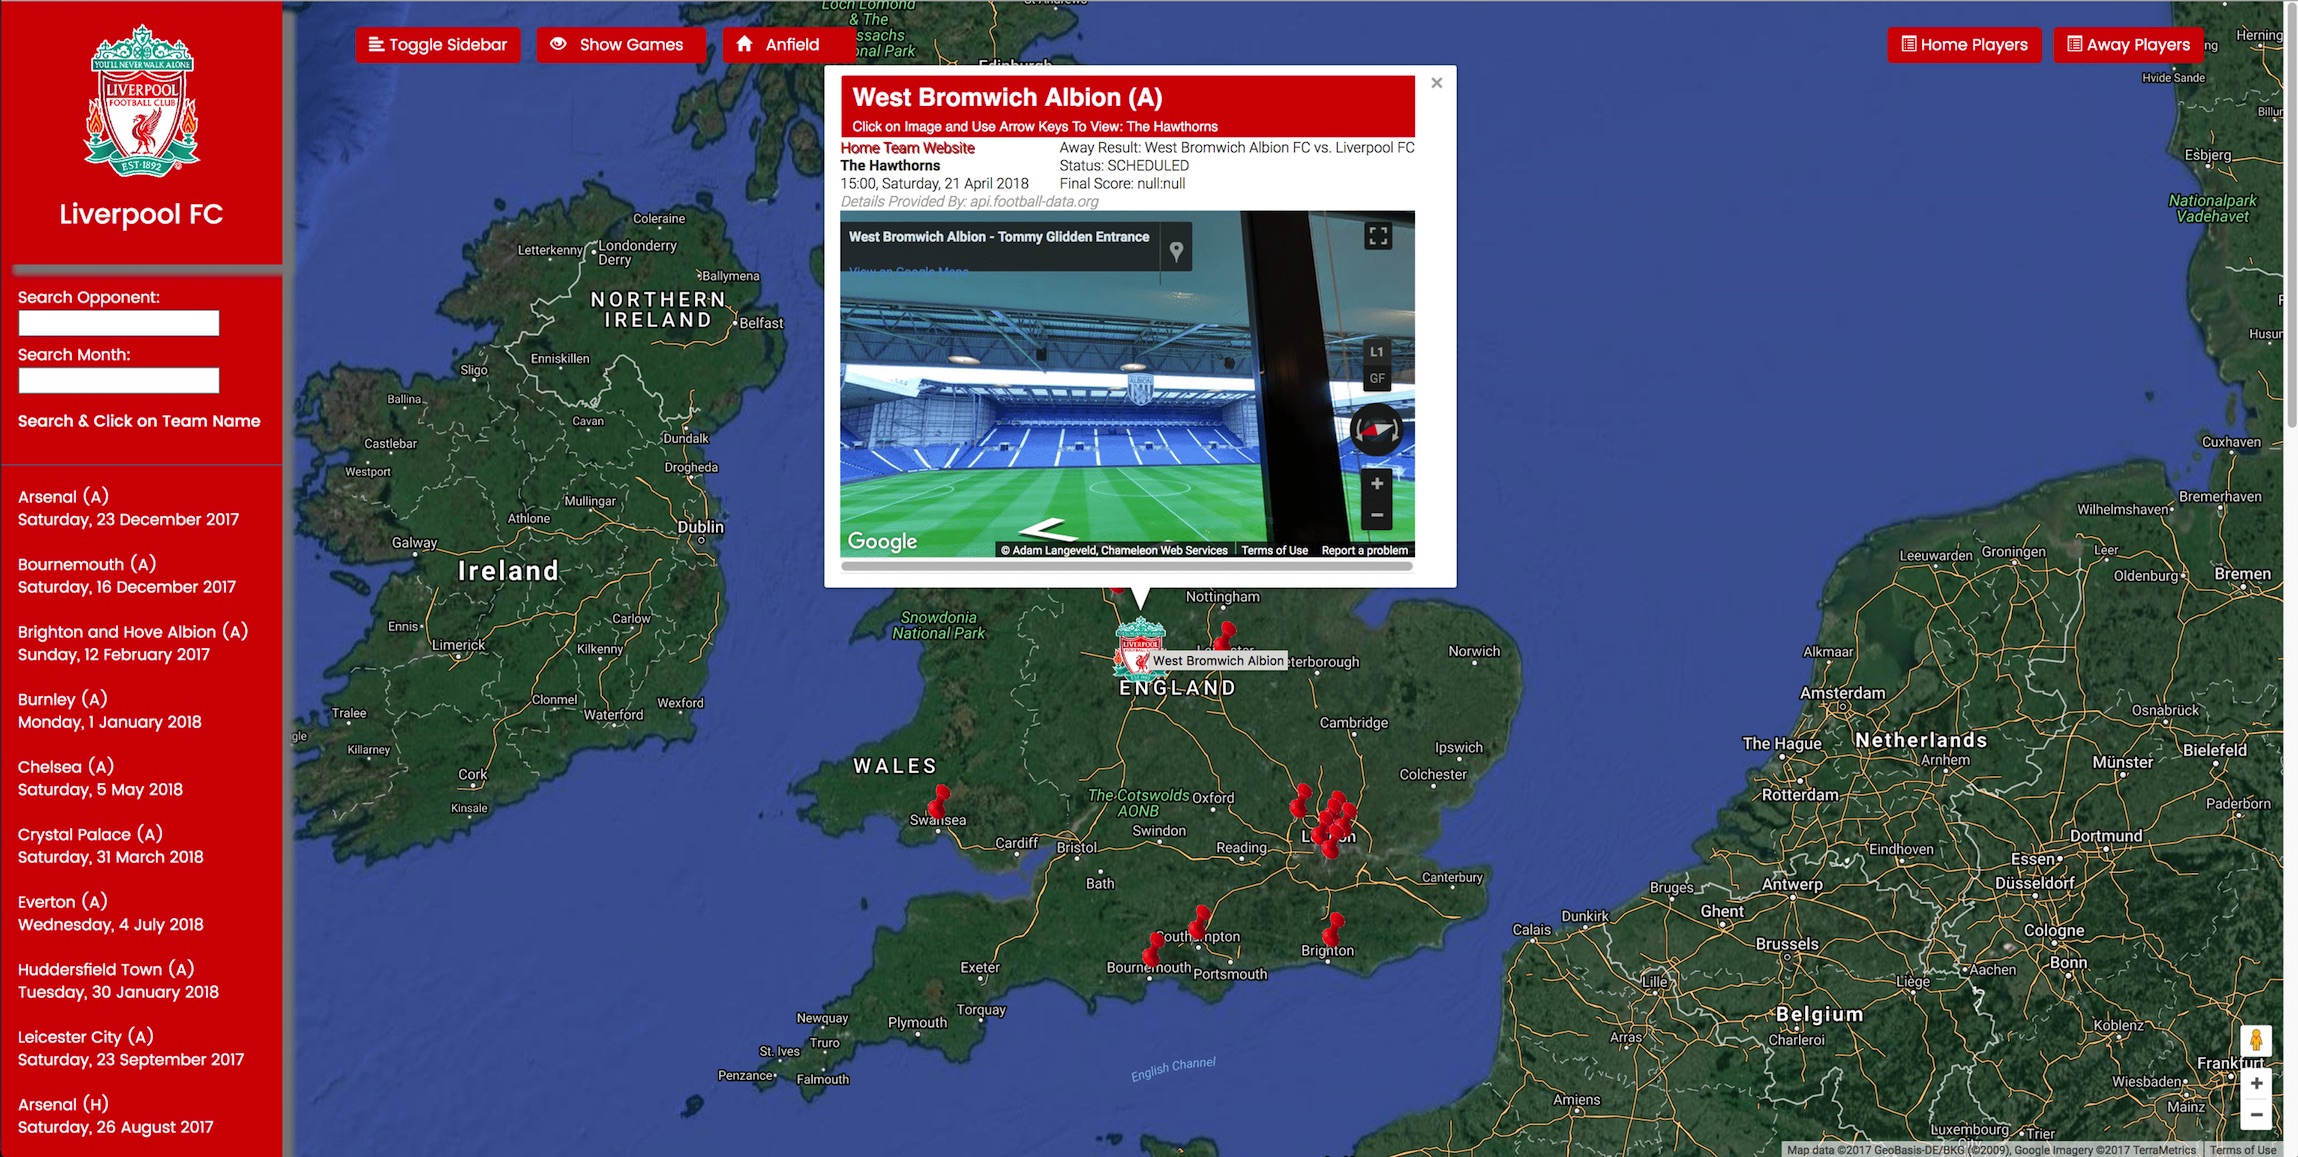 YOU'LL NEVER WALK ALONE
LIVERPOOL
FOOTBALL CLUB
EST·1892
Liverpool FC
Search Opponent:
Search Month:
Search & Click on Team Name
Arsenal (A)
Saturday, 23 December 2017
Bournemouth (A)
Saturday, 16 December 2017
Brighton and Hove Albion (A)
Sunday, 12 February 2017
Burnley (A)
Monday, 1 January 2018
Chelsea (A)
Saturday, 5 May 2018
Crystal Palace (A)
Saturday, 31 March 2018
Everton (A)
Wednesday, 4 July 2018
Huddersfield Town (A)
Tuesday, 30 January 2018
Leicester City (A)
Saturday, 23 September 2017
Arsenal (H)
Saturday, 26 August 2017
Toggle Sidebar
Show Games
Anfield
Home Players
Away Players
Loch Lomond
& The
ssachs
onal Park
St Andrews
Edinburgh
West Bromwich Albion (A)
Click on Image and Use Arrow Keys To View: The Hawthorns
Home Team Website
The Hawthorns
15:00, Saturday, 21 April 2018
Away Result: West Bromwich Albion FC vs. Liverpool FC
Status: SCHEDULED
Final Score: null:null
Details Provided By: api.football-data.org
West Bromwich Albion - Tommy Glidden Entrance
View on Google Maps
ALBION
L1
GF
+
−
Google
© Adam Langeveld, Chameleon Web Services
Terms of Use
Report a problem
Coleraine
Letterkenny
Londonderry
Derry
Ballymena
NORTHERN
IRELAND
Belfast
Enniskillen
Sligo
Ballina
Cavan
Castlebar
Dundalk
Westport
Drogheda
Mullingar
Athlone
Dublin
Galway
Ireland
Ennis
Carlow
Limerick
Kilkenny
Clonmel
Wexford
Waterford
Tralee
gle
Killarney
Cork
Kinsale
Snowdonia
National Park
Nottingham
LIVERPOOL
West Bromwich Albion
eterborough
Norwich
ENGLAND
Cambridge
Ipswich
WALES
Colchester
The Cotswolds
AONB
Oxford
Swansea
Swindon
Cardiff
Bristol
Reading
Bath
Canterbury
Southampton
Brighton
Bournemouth
Portsmouth
Exeter
Torquay
Newquay
Plymouth
Truro
St. Ives
Penzance
Falmouth
English Channel
ng
Herning
Hvide Sande
Billun
Esbjerg
Nationalpark
Vadehavet
F
Husum
Cuxhaven
Bremerhaven
Wilhelmshaven
Leeuwarden
Groningen
Leer
Oldenburg
Bremen
Alkmaar
Amsterdam
Osnabrück
The Hague
Netherlands
Bielefeld
Arnhem
Münster
Rotterdam
Paderborn
Dortmund
Eindhoven
Essen
Bruges
Antwerp
Düsseldorf
Ghent
Dunkirk
Calais
Cologne
Brussels
Bonn
Aachen
Lille
Liège
Belgium
Koblenz
Arras
Charleroi
Frankfurt
Wiesbaden
Amiens
Mainz
Luxembourg
Trier
+
−
Map data ©2017 GeoBasis-DE/BKG (©2009), Google Imagery ©2017 TerraMetrics
Terms of Use